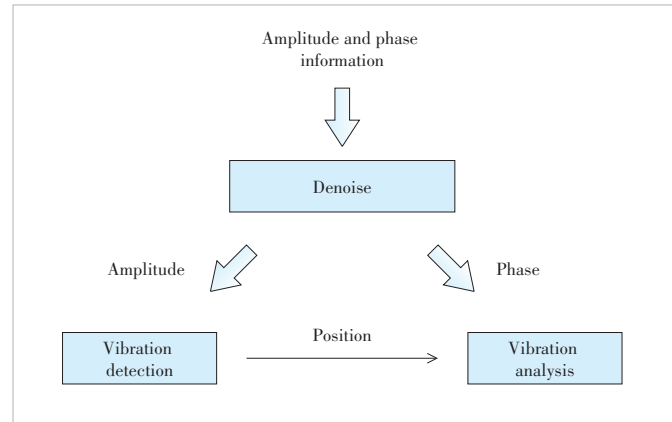 Amplitude and phase
information
Denoise
Amplitude
Phase
Position
Vibration
detection
Vibration
analysis